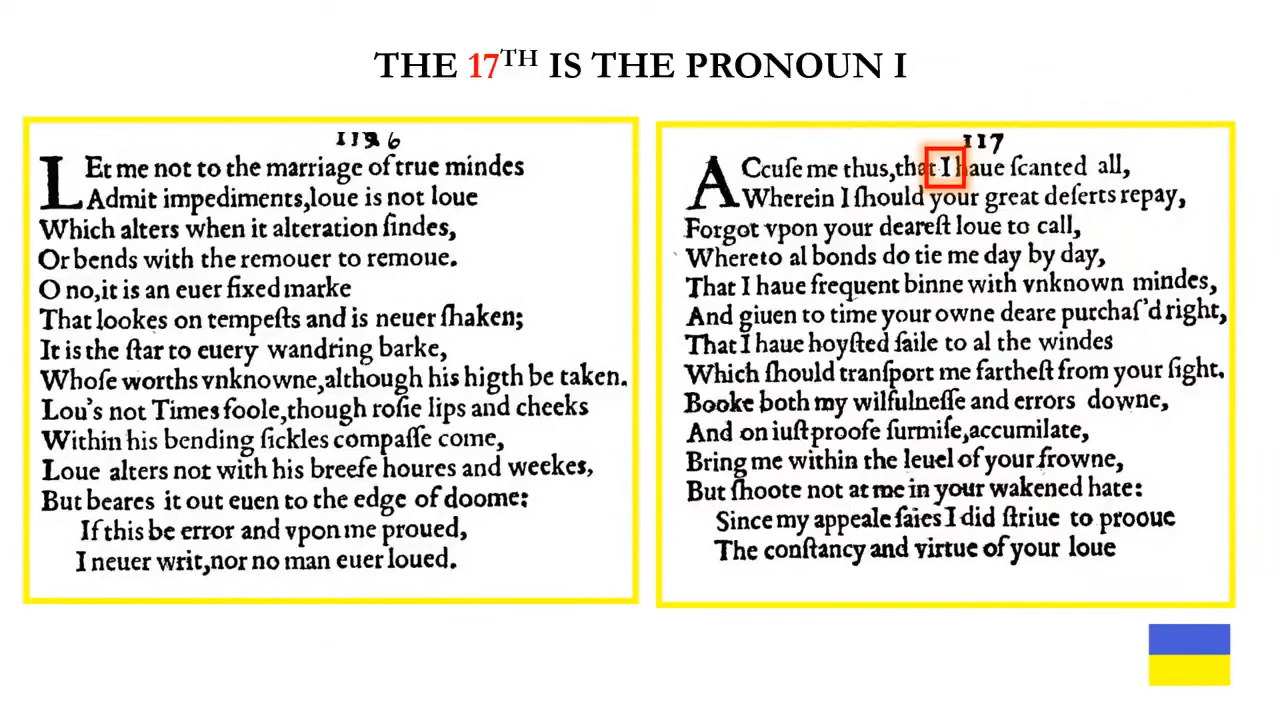 THE 17TH IS THE PRONOUN I
116
LEt me not to the marriage of true mindes
Admit impediments,loue is not loue
Which alters when it alteration findes,
Or bends with the remouer to remoue.
O no,it is an euer fixed marke
That lookes on tempeſts and is neuer ſhaken;
It is the ſtar to euery wandring barke,
Whoſe worths vnknowne,although his higth be taken.
Lou's not Times foole,though roſie lips and cheeks
Within his bending ſickles compaſſe come,
Loue alters not with his breefe houres and weekes,
But beares it out euen to the edge of doome:
If this be error and vpon me proued,
I neuer writ,nor no man euer loued.
117
ACcuſe me thus,that I haue ſcanted all,
Wherein I ſhould your great deſerts repay,
Forgot vpon your deareſt loue to call,
Whereto al bonds do tie me day by day,
That I haue frequent binne with vnknown mindes,
And giuen to time your owne deare purchaſ'd right,
That I haue hoyſted ſaile to al the windes
Which ſhould tranſport me fartheſt from your ſight.
Booke both my wilfulneſſe and errors downe,
And on iuſt proofe ſurmiſe,accumilate,
Bring me within the leuel of your frowne,
But ſhoote not at me in your wakened hate:
Since my appeale ſaies I did ſtriue to prooue
The conſtancy and virtue of your loue